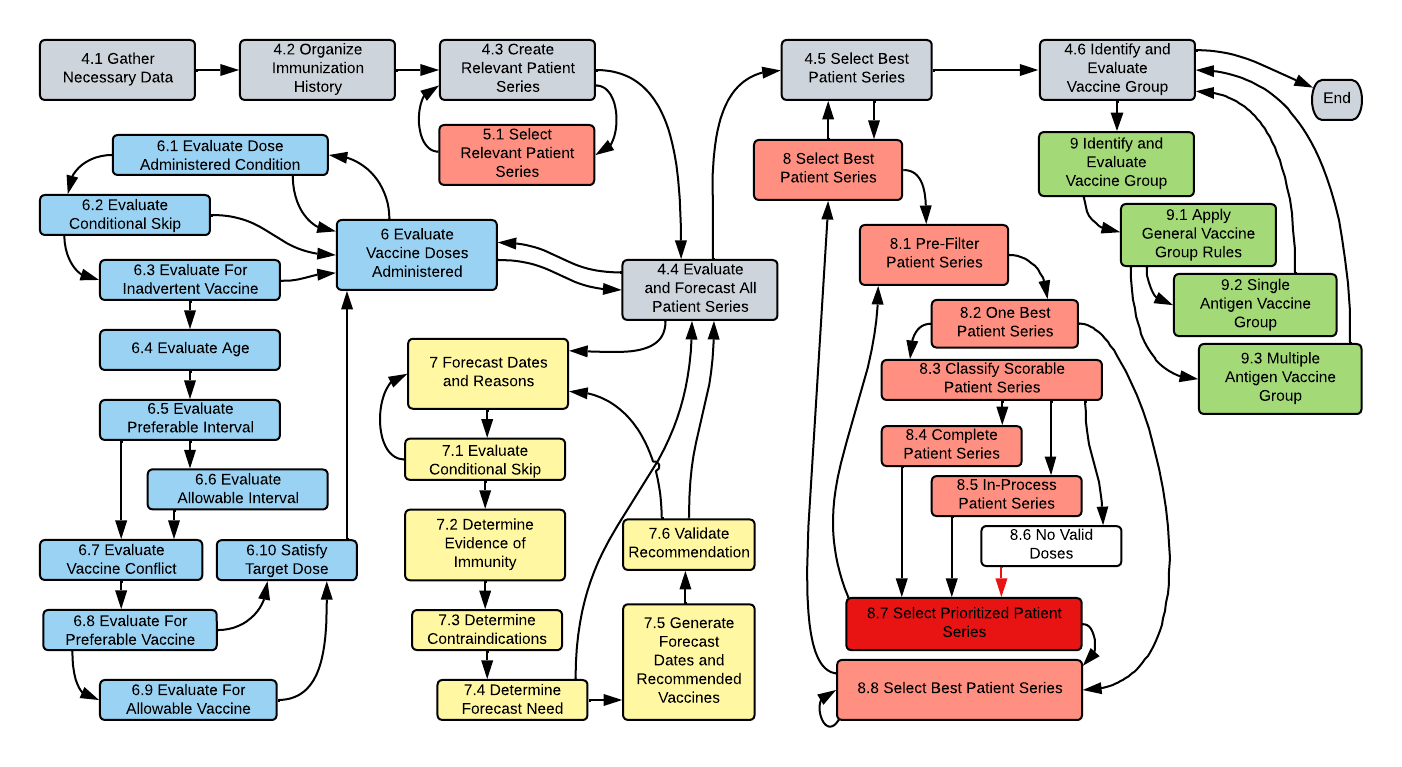 4.1 Gather
Necessary Data
4.2 Organize
Immunization
History
4.3 Create
Relevant Patient
Series
5.1 Select
Relevant Patient
Series
4.4 Evaluate
and Forecast All
Patient Series
4.5 Select Best
Patient Series
4.6 Identify and
Evaluate
Vaccine Group
End
6 Evaluate
Vaccine Doses
Administered
6.1 Evaluate Dose
Administered Condition
6.2 Evaluate
Conditional Skip
6.3 Evaluate For
Inadvertent Vaccine
6.4 Evaluate Age
6.5 Evaluate
Preferable Interval
6.6 Evaluate
Allowable Interval
6.7 Evaluate
Vaccine Conflict
6.8 Evaluate For
Preferable Vaccine
6.9 Evaluate For
Allowable Vaccine
6.10 Satisfy
Target Dose
7 Forecast Dates
and Reasons
7.1 Evaluate
Conditional Skip
7.2 Determine
Evidence of
Immunity
7.3 Determine
Contraindications
7.4 Determine
Forecast Need
7.5 Generate
Forecast
Dates and
Recommended
Vaccines
7.6 Validate
Recommendation
8 Select Best
Patient Series
8.1 Pre-Filter
Patient Series
8.2 One Best
Patient Series
8.3 Classify Scorable
Patient Series
8.4 Complete
Patient Series
8.5 In-Process
Patient Series
8.6 No Valid
Doses
8.7 Select Prioritized Patient
Series
8.8 Select Best Patient Series
9 Identify and
Evaluate
Vaccine Group
9.1 Apply
General Vaccine
Group Rules
9.2 Single
Antigen Vaccine
Group
9.3 Multiple
Antigen Vaccine
Group